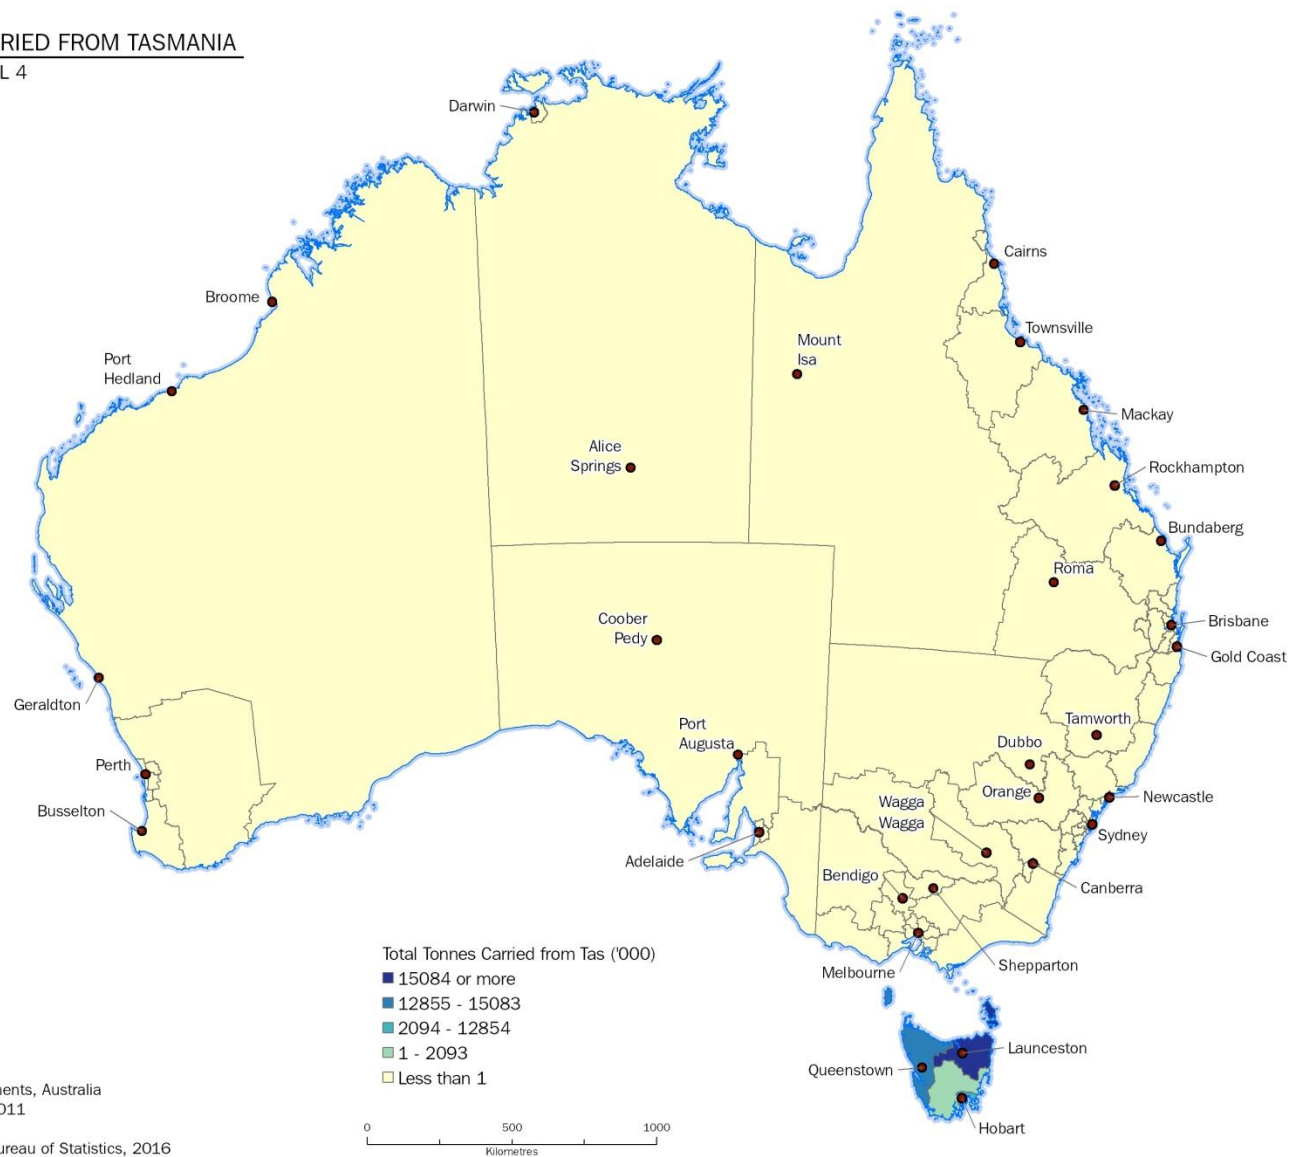 RIED FROM TASMANIA
L 4
Darwin
Cairns
Broome
Townsville
Mount
Isa
Port
Hedland
Mackay
Alice
Springs
Rockhampton
Bundaberg
Roma
Coober
Pedy
Brisbane
Gold Coast
Geraldton
Port
Augusta
Tamworth
Dubbo
Perth
Orange
Newcastle
Wagga
Wagga
Busselton
Sydney
Adelaide
Bendigo
Canberra
Shepparton
Melbourne
Total Tonnes Carried from Tas ('000)
15084 or more
12855 - 15083
2094 - 12854
1 - 2093
Less than 1
Launceston
Queenstown
Hobart
ents, Australia
011
ureau of Statistics, 2016
0 500 1000
Kilometres